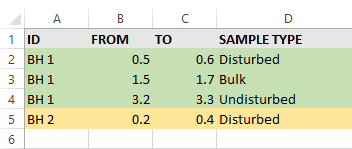 A B C D
1 ID FROM TO SAMPLE TYPE
2 BH 1 0.5 0.6 Disturbed
3 BH 1 1.5 1.7 Bulk
4 BH 1 3.2 3.3 Undisturbed
5 BH 2 0.2 0.4 Disturbed
6